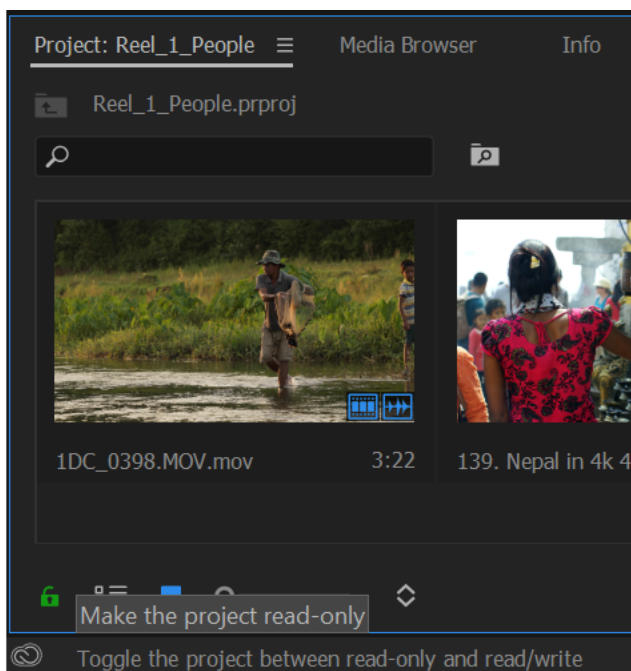 Project: Reel_1_People Media Browser Info
Reel_1_People.prproj
1DC_0398.MOV.mov 3:22 139. Nepal in 4k 4
Make the project read-only
Toggle the project between read-only and read/write